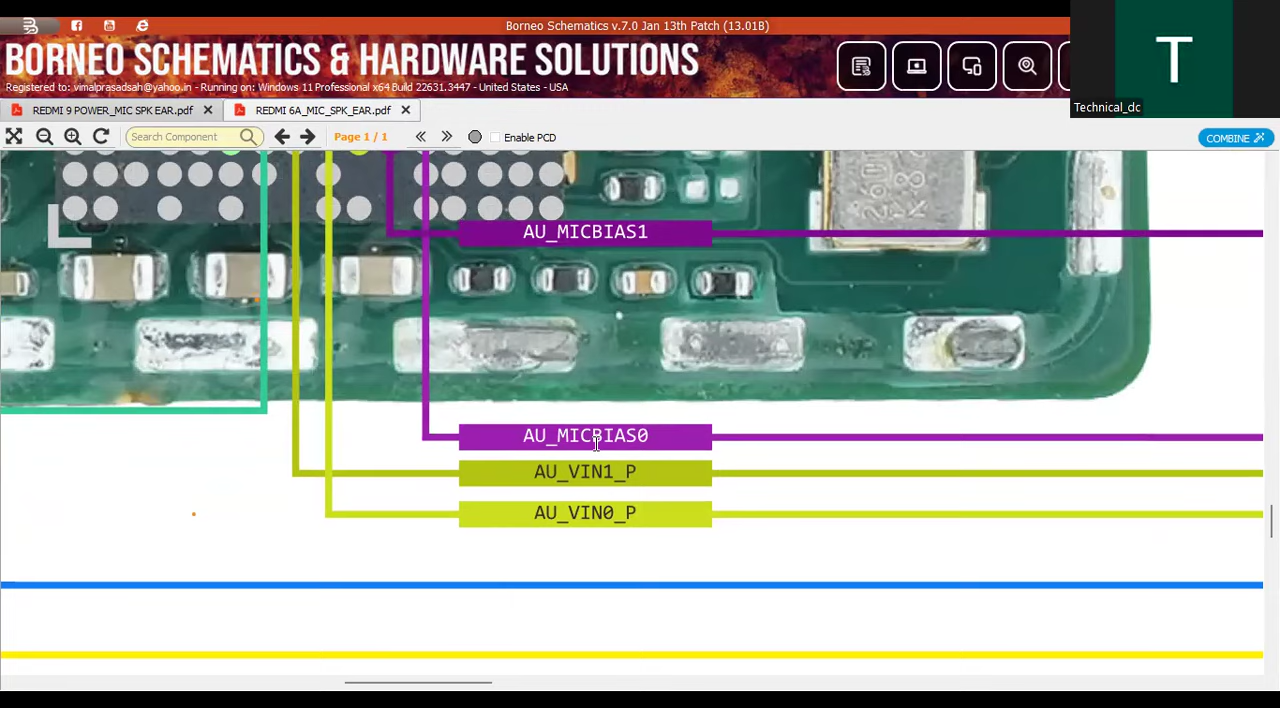 Borneo Schematics v.7.0 Jan 13th Patch (13.01B)
BORNEO SCHEMATICS & HARDWARE SOLUTIONS
Registered to: vimalprasadsah@yahoo.in - Running on: Windows 11 Professional x64 Build 22631.3447 - United States - USA
T
Technical_dc
REDMI 9 POWER_MIC SPK EAR.pdf
REDMI 6A_MIC_SPK_EAR.pdf
Search Component
Page 1 / 1
Enable PCD
COMBINE
AU_MICBIAS1
AU_MICBIAS0
AU_VIN1_P
AU_VIN0_P